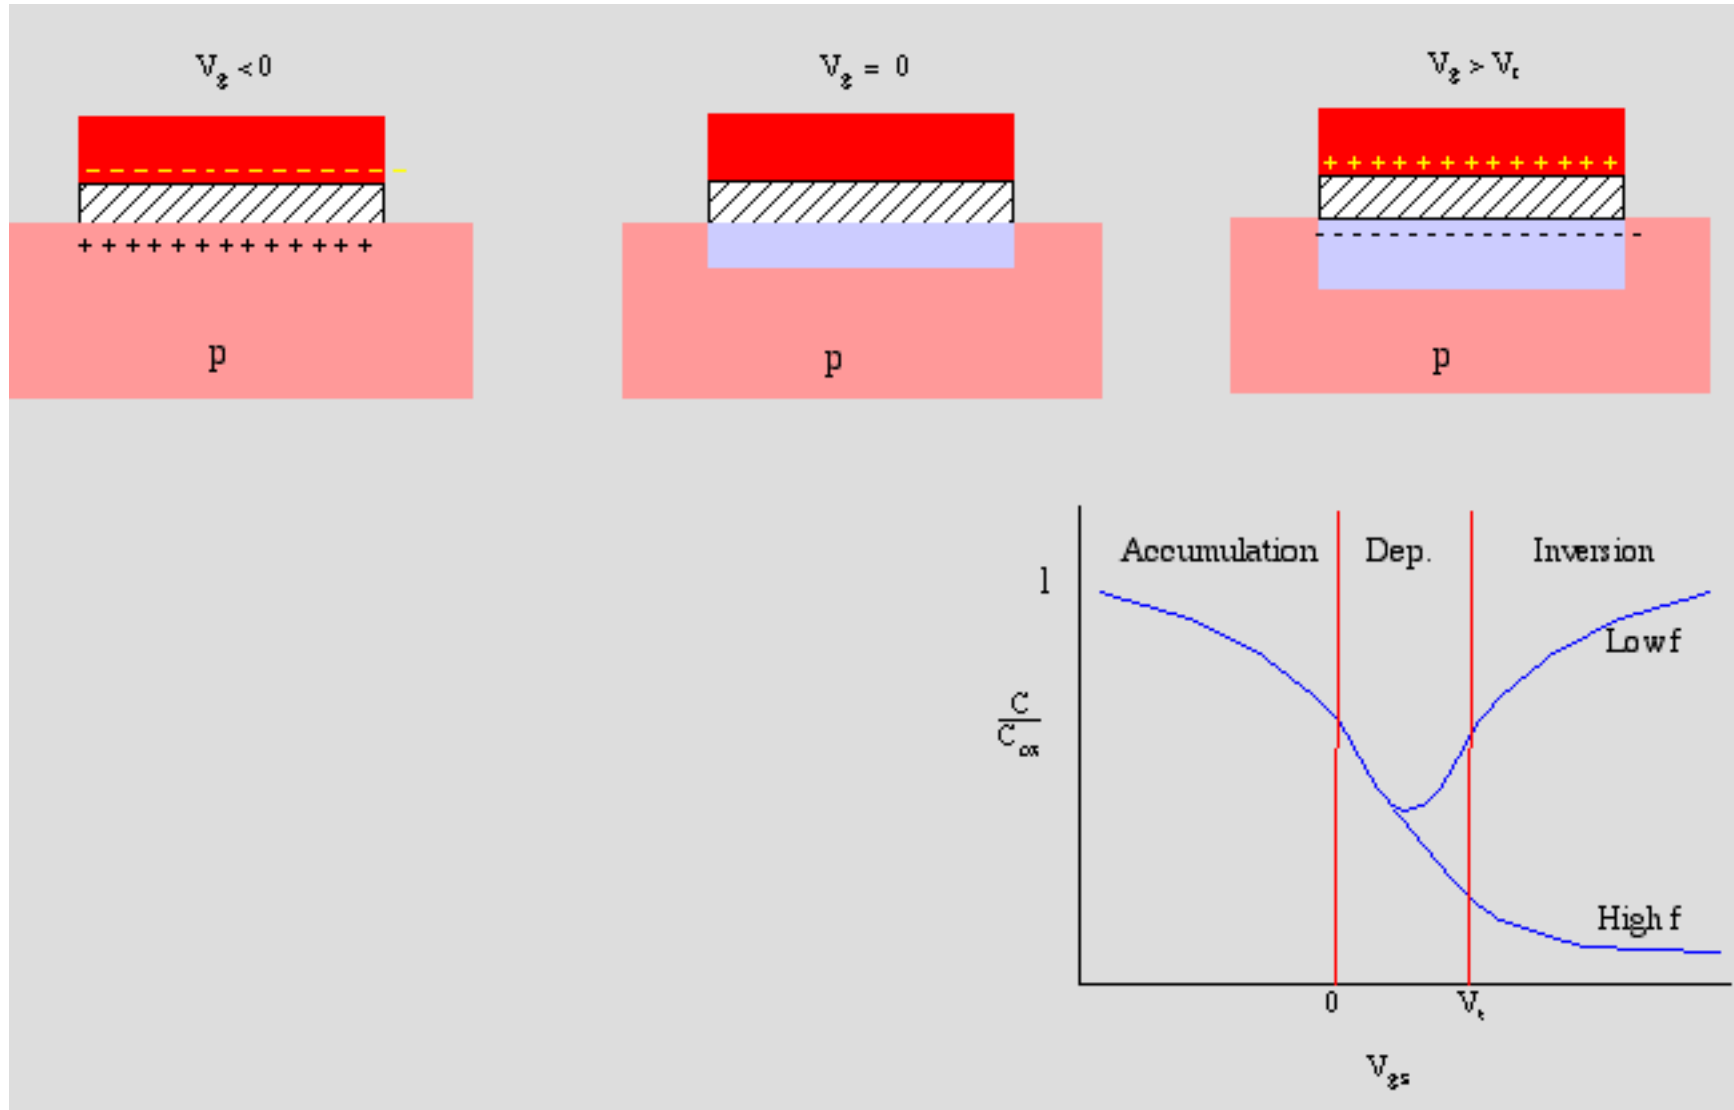 V_g < 0
V_g = 0
V_g > V_t
- - - - - - - - - - - - - -
+ + + + + + + + + + + + +
+ + + + + + + + + + + + +
- - - - - - - - - - - - - - - - - -
p
p
p
Accumulation
Dep.
Inversion
1
Low f
C
C_ox
High f
0
V_t
V_gs